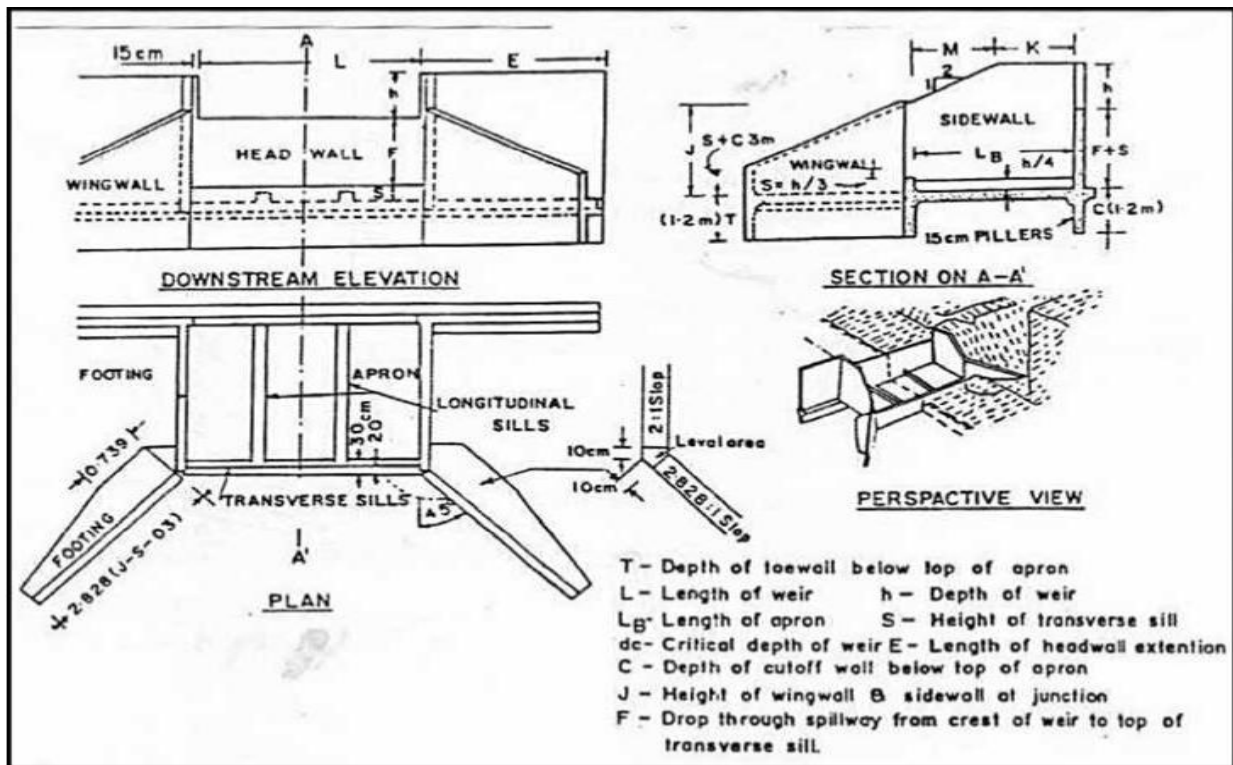 A
15cm
L
E
h
HEAD WALL
F
WINGWALL
S
DOWNSTREAM ELEVATION
M
K
2
1
h
SIDEWALL
S+C3m
J
WINGWALL
LB
h/4
F+S
S=h/3
(1·2m)T
C(1·2m)
15cm PILLERS
SECTION ON A-A'
FOOTING
APRON
LONGITUDINAL
SILLS
30cm
20"
0·739
TRANSVERSE SILLS
45
FOOTING
2·828(J-S-03)
A'
PLAN
2:1Slop
10cm
Leval area
10cm
2·828:1 Slop
PERSPACTIVE VIEW
T - Depth of toewall below top of apron
L - Length of weir h - Depth of weir
LB- Length of apron S - Height of transverse sill
dc- Critical depth of weir E - Length of headwall extention
C - Depth of cutoff wall below top of apron
J - Height of wingwall & sidewall at junction
F - Drop through spillway from crest of weir to top of
transverse sill.